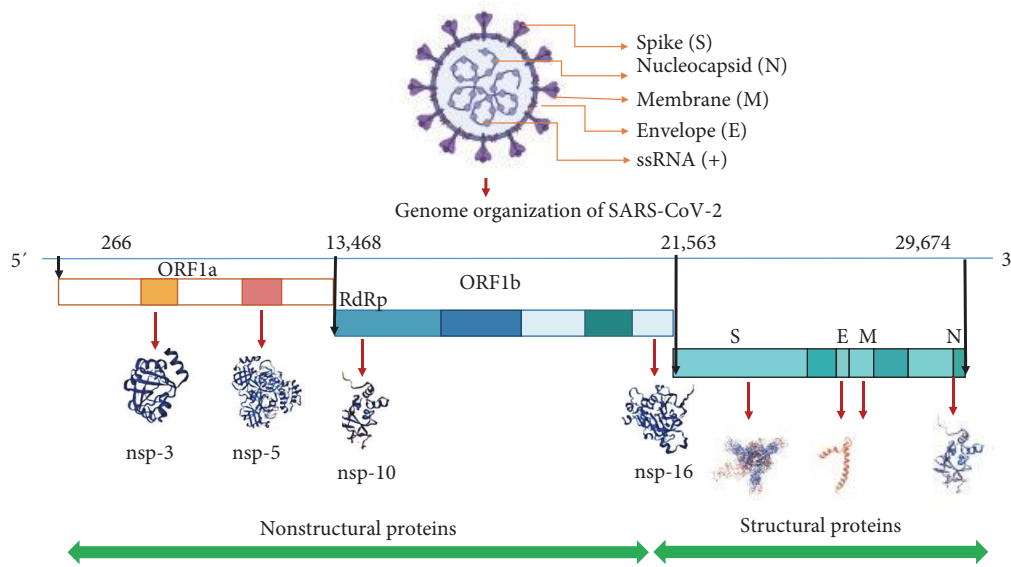 Spike (S)
Nucleocapsid (N)
Membrane (M)
Envelope (E)
ssRNA (+)
Genome organization of SARS-CoV-2
266
13,468
21,563
29,674
5′
3
ORF1a
ORF1b
RdRp
S
E
M
N
nsp-3
nsp-5
nsp-10
nsp-16
Nonstructural proteins
Structural proteins